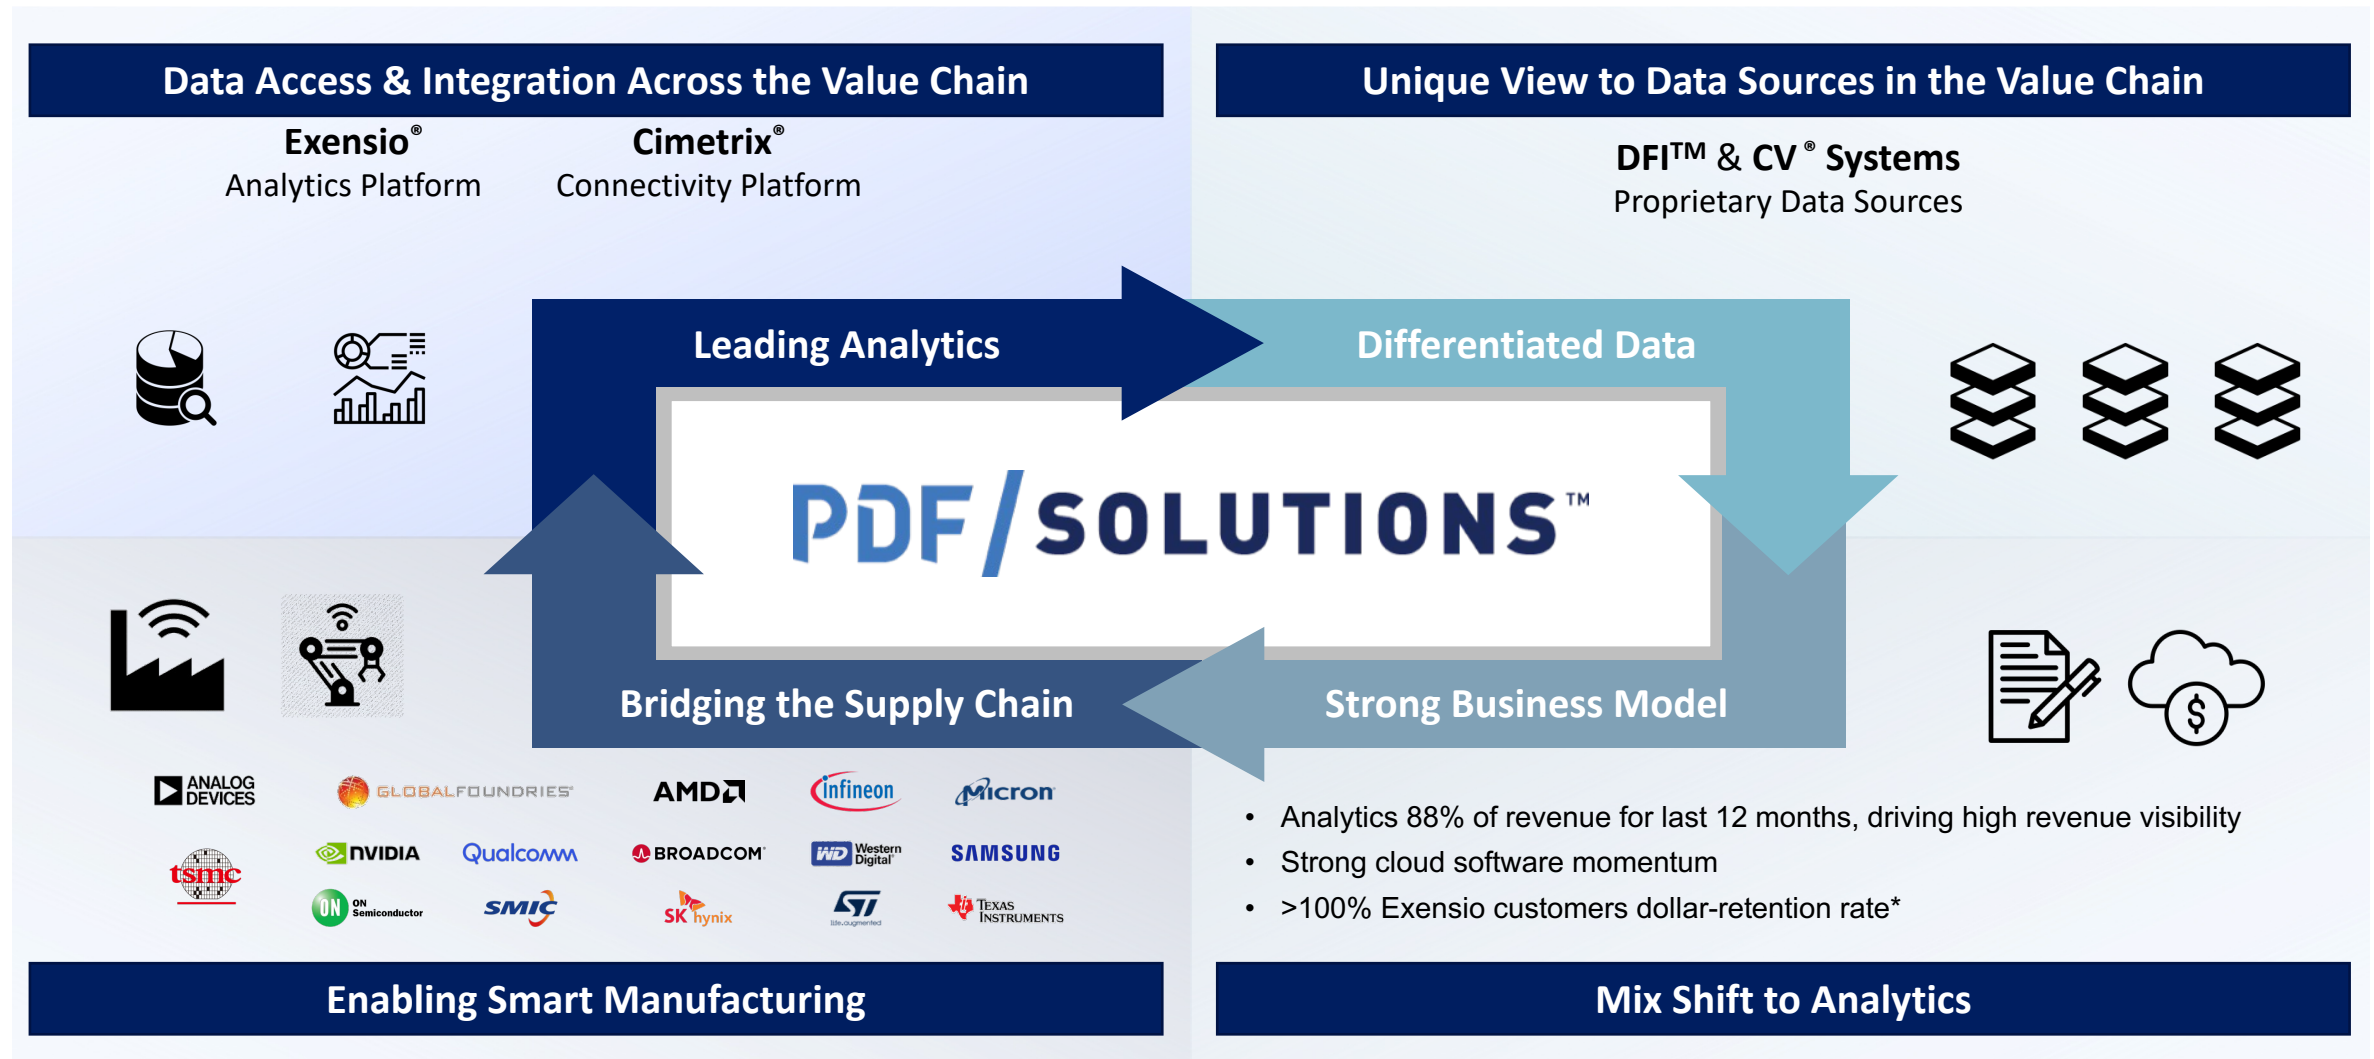 Data Access & Integration Across the Value Chain
Exensio®
Analytics Platform
Cimetrix®
Connectivity Platform
Unique View to Data Sources in the Value Chain
DFI™ & CV ® Systems
Proprietary Data Sources
Leading Analytics
Differentiated Data
PDF/SOLUTIONS™
Bridging the Supply Chain
Strong Business Model
ANALOG
DEVICES
GLOBALFOUNDRIES
AMD
infineon
Micron
tsmc
NVIDIA
Qualcomm
BROADCOM
WD Western
Digital
SAMSUNG
ON ON
Semiconductor
SMIC
SK hynix
ST
life.augmented
TEXAS
INSTRUMENTS
• Analytics 88% of revenue for last 12 months, driving high revenue visibility
• Strong cloud software momentum
• >100% Exensio customers dollar-retention rate*
$
Enabling Smart Manufacturing
Mix Shift to Analytics